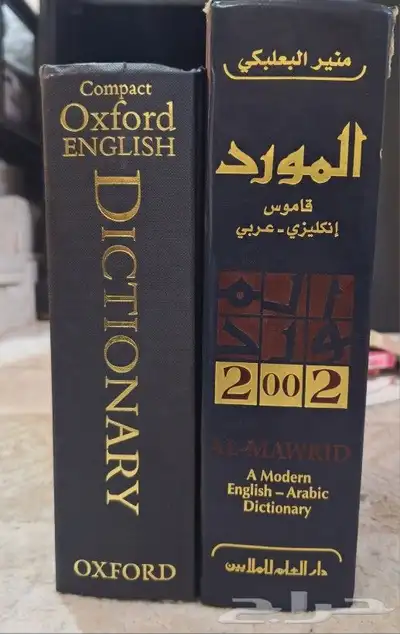 Compact
Oxford
ENGLISH
DICTIONARY
OXFORD
منير البعلبكي
المورد
قاموس
إنكليزي - عربي
المورد
2002
AL-MAWRID
A Modern
English - Arabic
Dictionary
دار العلم للملايين
حراج